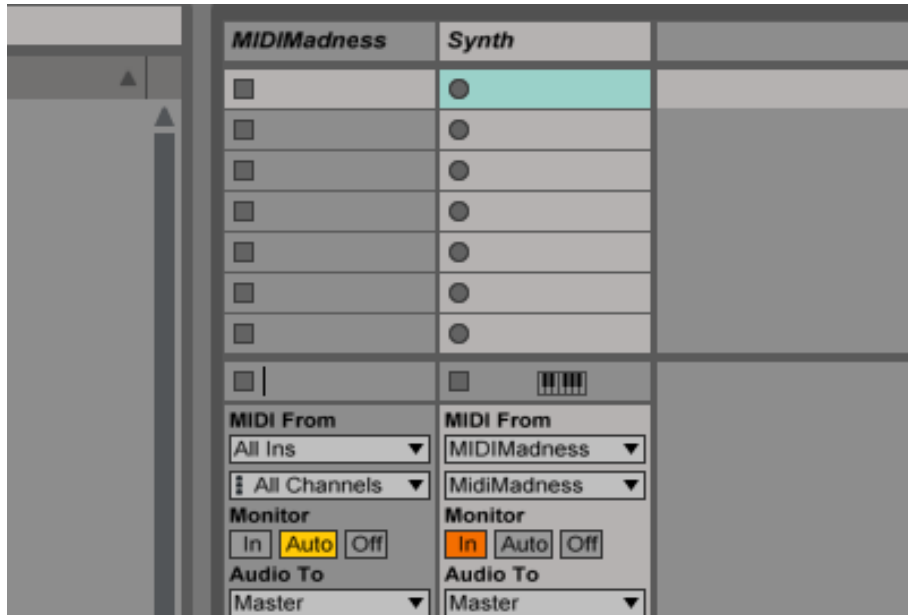 MIDIMadness Synth
MIDI From MIDI From
All Ins MIDIMadness
All Channels MidiMadness
Monitor Monitor
In Auto Off In Auto Off
Audio To Audio To
Master Master